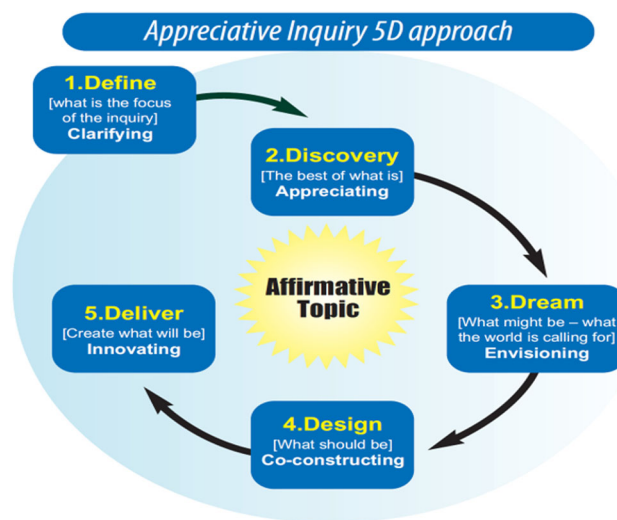 Appreciative Inquiry 5D approach
1.Define
[what is the focus
of the inquiry]
Clarifying
2.Discovery
[The best of what is]
Appreciating
Affirmative
Topic
3.Dream
[What might be – what
the world is calling for]
Envisioning
4.Design
[What should be]
Co-constructing
5.Deliver
[Create what will be]
Innovating